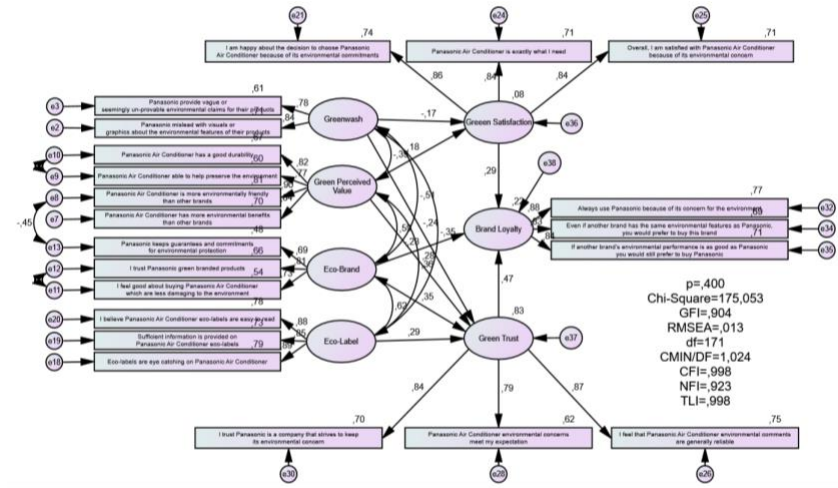 e21
e24
e25
,74
,71
,71
I am happy about the decision to choose Panasonic
Air Conditioner because of its environmental commitments
Panasonic Air Conditioner is exactly what I need
Overall, I am satisfied with Panasonic Air Conditioner
because of its environmental concern
,86
,84
,84
,08
,61
e3
Panasonic provide vague or
seemingly un-provable environmental claims for their products
,78
e2
Panasonic mislead with visuals or
graphics about the environmental features of their products
,84
Greenwash
-,17
Greeen Satisfaction
e36
e10
Panasonic Air Conditioner has a good durability
,60
,82
,18
e9
Panasonic Air Conditioner able to help preserve the environment
,77
Green Perceived
Value
,29
e38
e8
Panasonic Air Conditioner is more environmentally friendly
than other brands
,70
-,45
e7
Panasonic Air Conditioner has more environmental benefits
than other brands
,48
-,24
-,35
Brand Loyalty
,88
,77
Always use Panasonic because of its concern for the environment
e32
Even if another brand has the same environmental features as Panasonic,
you would prefer to buy this brand
,71
e34
If another brand's environmental performance is as good as Panasonic
you would still prefer to buy Panasonic
e35
e13
Panasonic keeps guarantees and commitments
for environmental protection
,66
,69
e12
I trust Panasonic green branded products
,54
e11
I feel good about buying Panasonic Air Conditioner
which are less damaging to the environment
,78
Eco-Brand
,35
,47
,62
,83
e20
I believe Panasonic Air Conditioner eco-labels are easy to read
,88
e19
Sufficient information is provided on
Panasonic Air Conditioner eco-labels
,79
e18
Eco-labels are eye catching on Panasonic Air Conditioner
Eco-Label
,29
Green Trust
e37
p=,400
Chi-Square=175,053
GFI=,904
RMSEA=,013
df=171
CMIN/DF=1,024
CFI=,998
NFI=,923
TLI=,998
,84
,79
,87
,70
,62
,75
I trust Panasonic is a company that strives to keep
its environmental concern
Panasonic Air Conditioner environmental concerns
meet my expectation
I feel that Panasonic Air Conditioner environmental comments
are generally reliable
e30
e28
e26